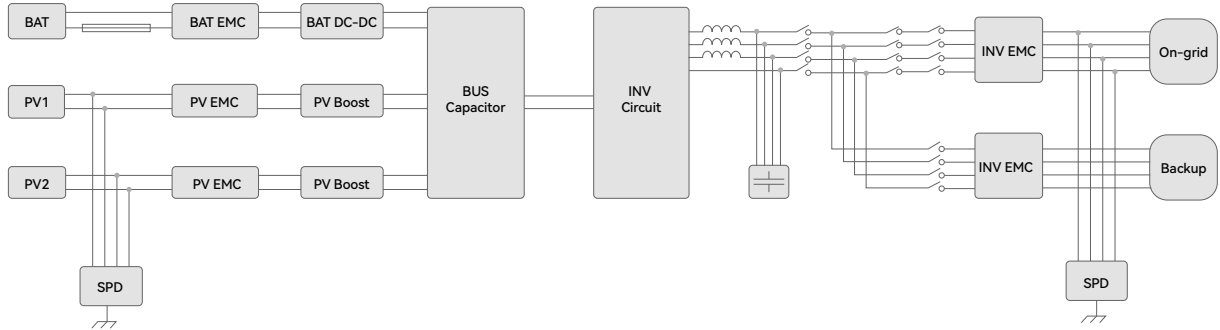 BAT
BAT EMC
BAT DC-DC
PV1
PV EMC
PV Boost
PV2
PV EMC
PV Boost
SPD
BUS
Capacitor
INV
Circuit
INV EMC
On-grid
INV EMC
Backup
SPD